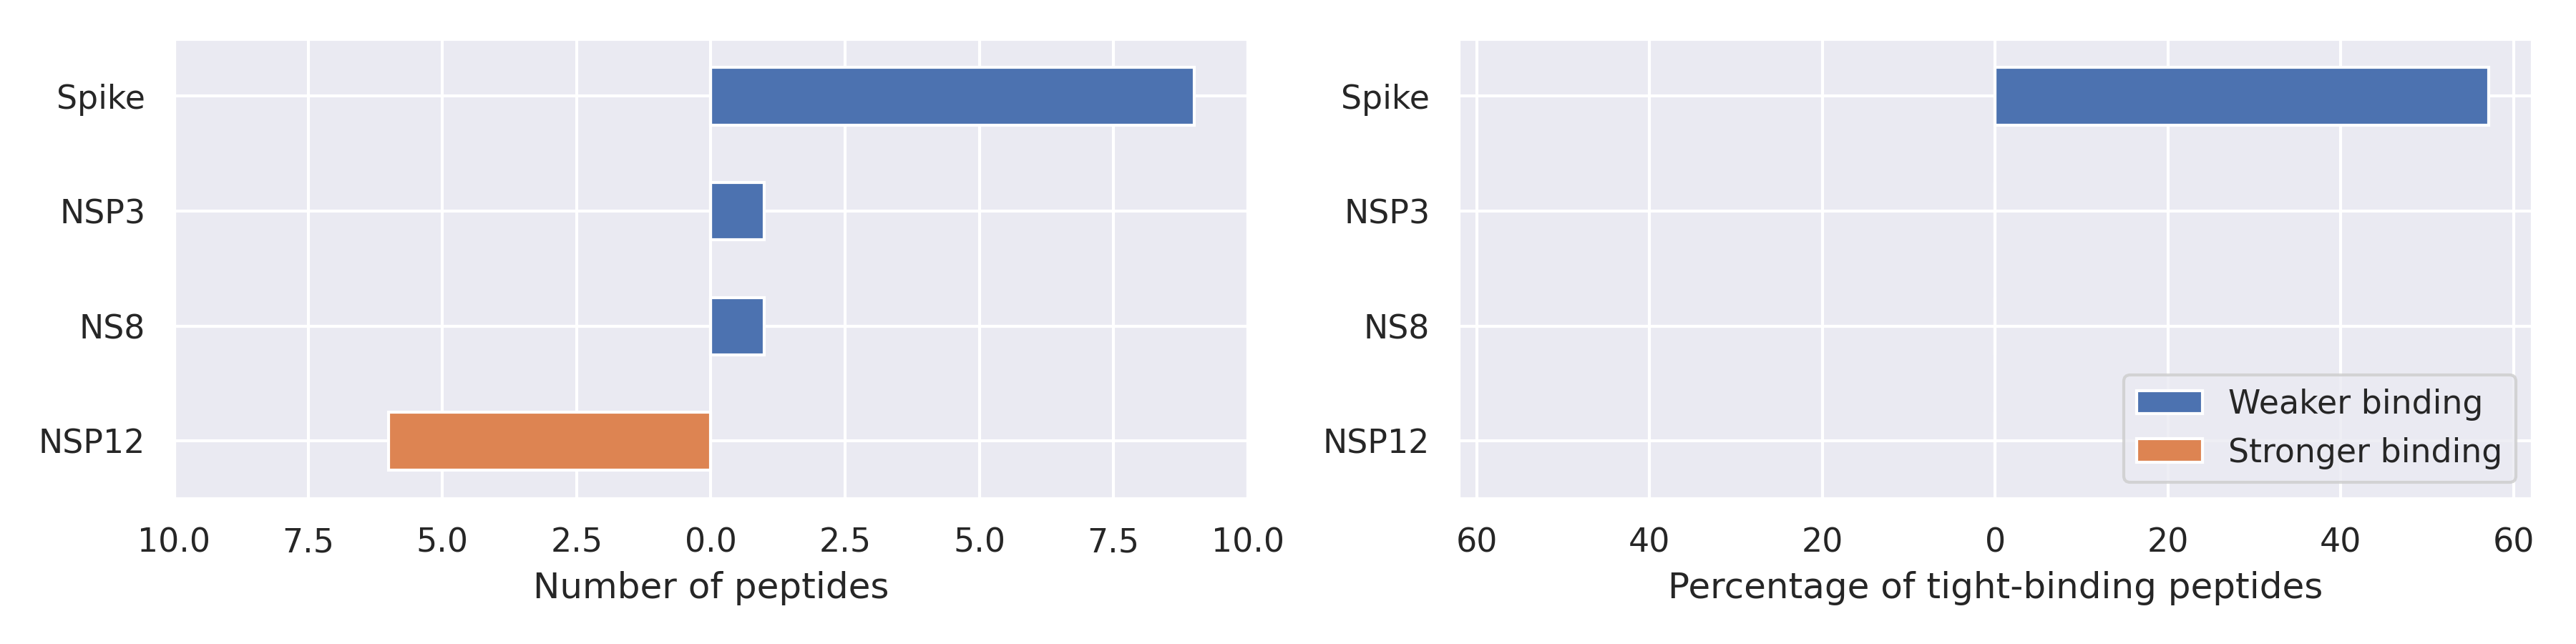 Spike
NSP3
NS8
NSP12
10.0 7.5 5.0 2.5 0.0 2.5 5.0 7.5 10.0
Number of peptides
Spike
NSP3
NS8
NSP12
Weaker binding
Stronger binding
60 40 20 0 20 40 60
Percentage of tight-binding peptides